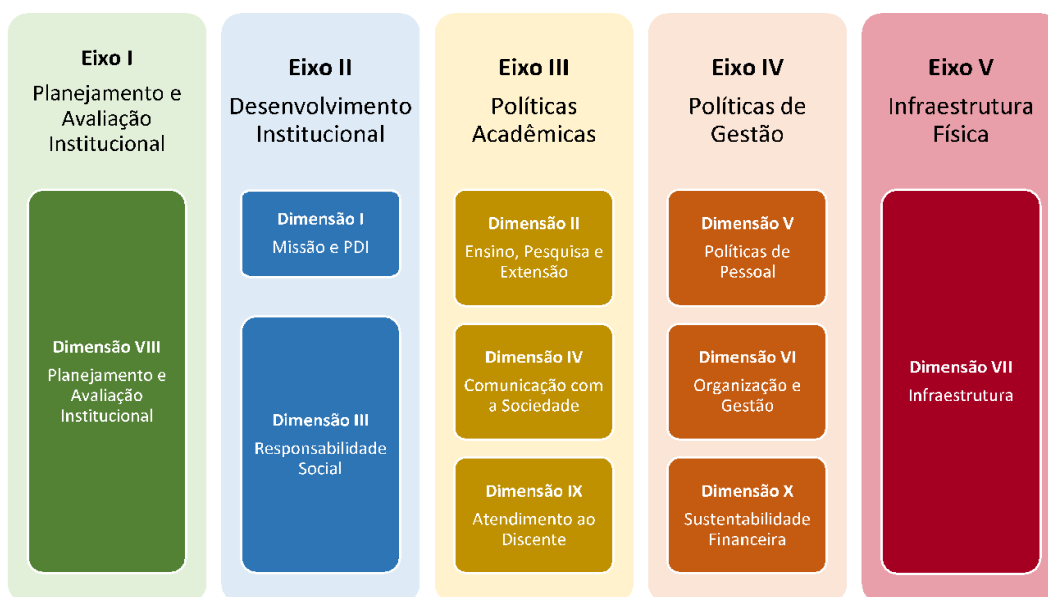 Eixo I
Planejamento e
Avaliação
Institucional
Dimensão VIII
Planejamento e
Avaliação
Institucional
Eixo II
Desenvolvimento
Institucional
Dimensão I
Missão e PDI
Dimensão III
Responsabilidade
Social
Eixo III
Políticas
Acadêmicas
Dimensão II
Ensino, Pesquisa e
Extensão
Dimensão IV
Comunicação com
a Sociedade
Dimensão IX
Atendimento ao
Discente
Eixo IV
Políticas de
Gestão
Dimensão V
Políticas de
Pessoal
Dimensão VI
Organização e
Gestão
Dimensão X
Sustentabilidade
Financeira
Eixo V
Infraestrutura
Física
Dimensão VII
Infraestrutura